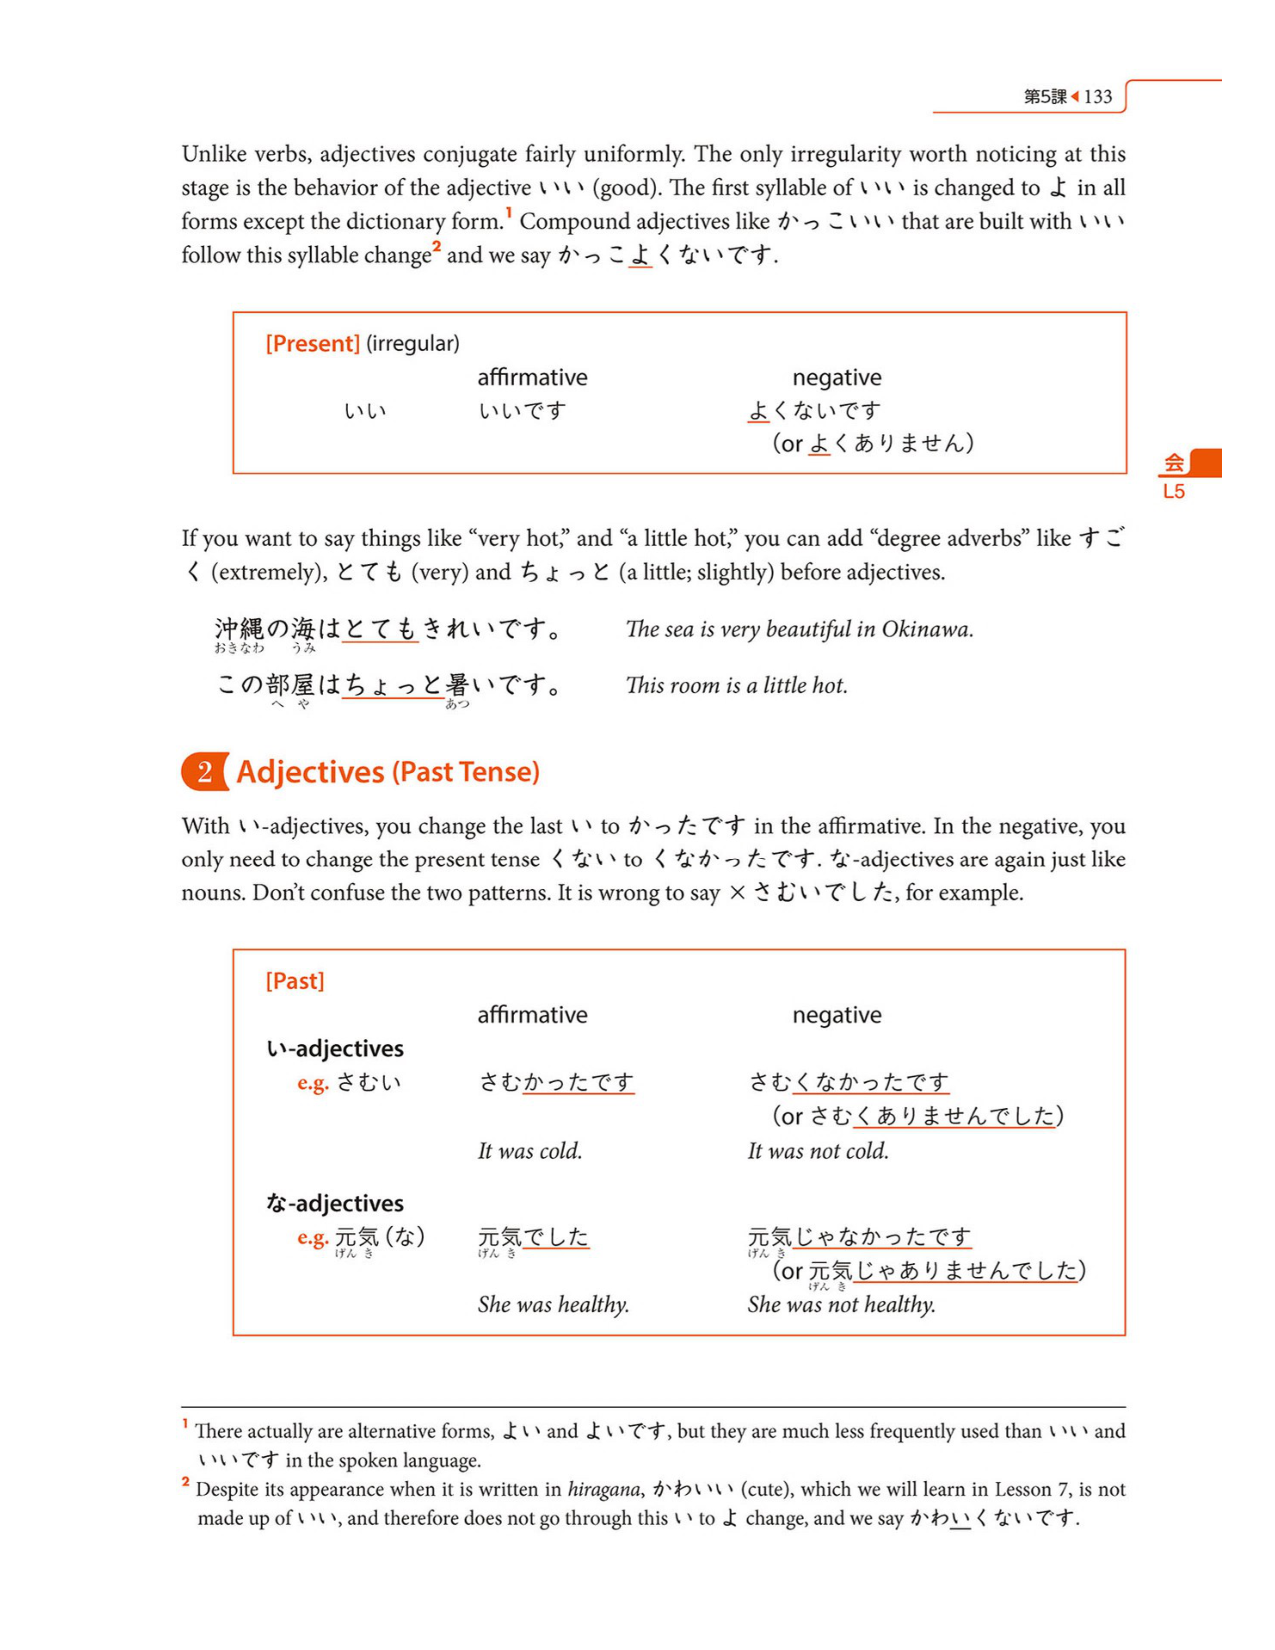 第5課◀133
Unlike verbs, adjectives conjugate fairly uniformly. The only irregularity worth noticing at this
stage is the behavior of the adjective いい (good). The first syllable of いい is changed to よ in all
forms except the dictionary form.1 Compound adjectives like かっこいい that are built with いい
follow this syllable change2 and we say かっこよくないです.
[Present] (irregular)
affirmative negative
いい いいです よくないです
(or よくありません)
会
L5
If you want to say things like “very hot,” and “a little hot,” you can add “degree adverbs” like すご
く (extremely), とても (very) and ちょっと (a little; slightly) before adjectives.
沖縄の海はとてもきれいです。 The sea is very beautiful in Okinawa.
おきなわ うみ
この部屋はちょっと暑いです。 This room is a little hot.
へ や あつ
2 Adjectives (Past Tense)
With い-adjectives, you change the last い to かったです in the affirmative. In the negative, you
only need to change the present tense くない to くなかったです. な-adjectives are again just like
nouns. Don’t confuse the two patterns. It is wrong to say × さむいでした, for example.
[Past]
affirmative negative
い-adjectives
e.g. さむい さむかったです さむくなかったです
(or さむくありませんでした)
It was cold. It was not cold.
な-adjectives
e.g. 元気(な) 元気でした 元気じゃなかったです
げん き げん き げん き
(or 元気じゃありませんでした)
げん き
She was healthy. She was not healthy.
1 There actually are alternative forms, よい and よいです, but they are much less frequently used than いい and
いいです in the spoken language.
2 Despite its appearance when it is written in hiragana, かわいい (cute), which we will learn in Lesson 7, is not
made up of いい, and therefore does not go through this い to よ change, and we say かわいくないです.